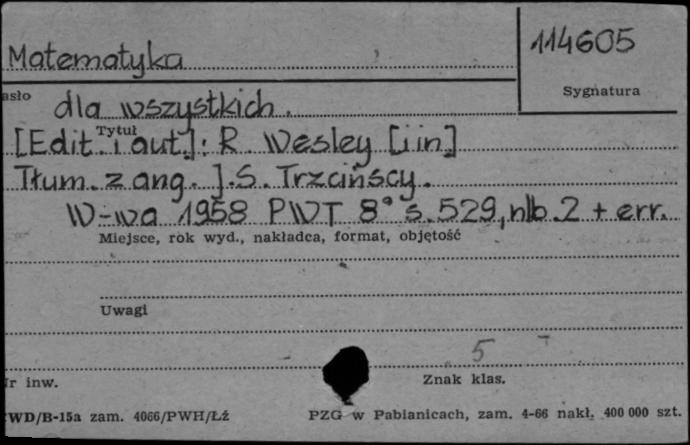 Matematyka
114605
asło
Sygnatura
dla wszystkich.
Tytuł
[Edit. i aut.]: R. Wesley [i in]
Tłum. z ang. J.S. Trzcińscy.
W-wa 1958 PWT 8° s. 529, nlb. 2 + err.
Miejsce, rok wyd., nakładca, format, objętość
Uwagi
5
r inw.
Znak klas.
WD/B-15a zam. 4066/PWH/Łź
PZG w Pabianicach, zam. 4-66 nakł. 400 000 szt.